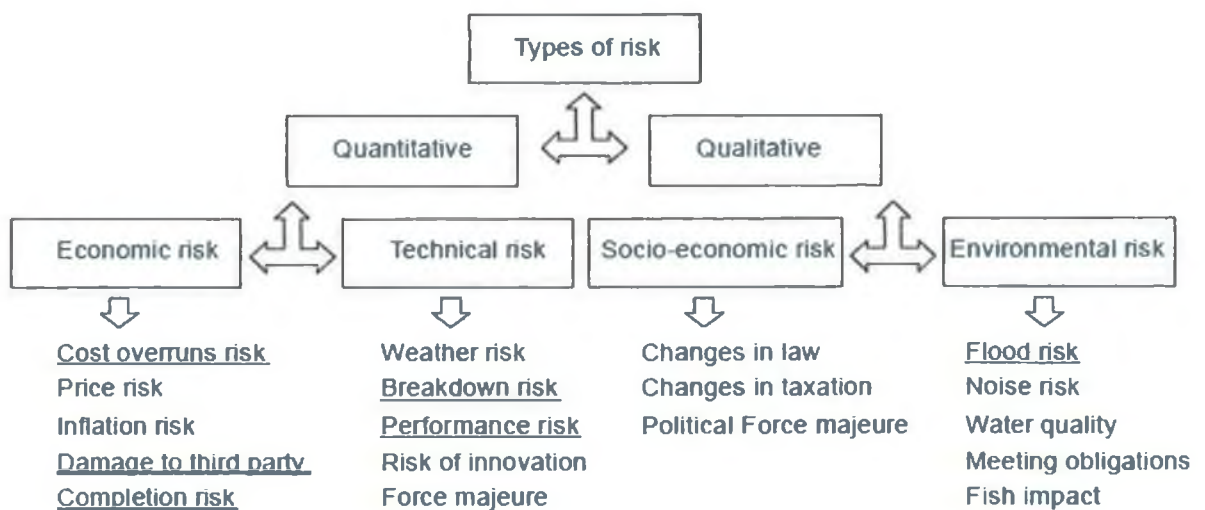 Types of risk
Quantitative
Qualitative
Economic risk
Technical risk
Socio-economic risk
Environmental risk
Cost overruns risk
Price risk
Inflation risk
Damage to third party
Completion risk
Weather risk
Breakdown risk
Performance risk
Risk of innovation
Force majeure
Changes in law
Changes in taxation
Political Force majeure
Flood risk
Noise risk
Water quality
Meeting obligations
Fish impact